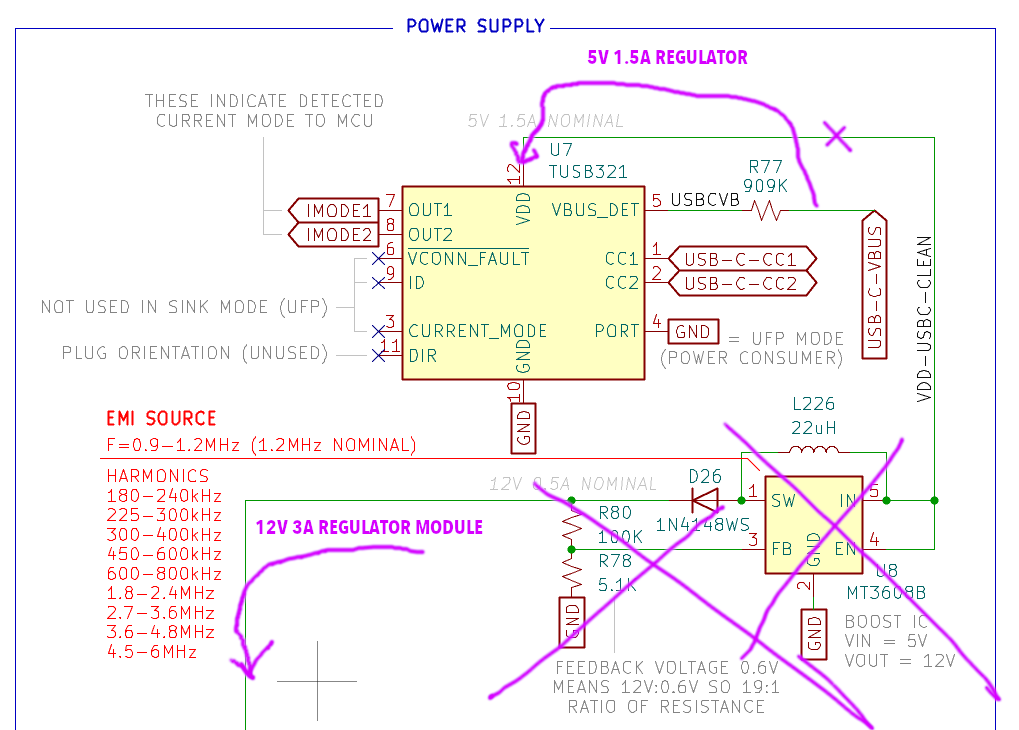 POWER SUPPLY
5V 1.5A REGULATOR
THESE INDICATE DETECTED
CURRENT MODE TO MCU
5V 1.5A NOMINAL
U7
TUSB321
12
VDD
R77
909K
IMODE1
7
OUT1
VBUS_DET
5
USBCVB
IMODE2
8
OUT2
6
VCONN_FAULT
CC1
1
USB-C-CC1
9
ID
CC2
2
USB-C-CC2
USB-C-VBUS
VDD-USBC-CLEAN
NOT USED IN SINK MODE (UFP)
3
CURRENT_MODE
PORT
4
GND
= UFP MODE
(POWER CONSUMER)
PLUG ORIENTATION (UNUSED)
11
DIR
GND
10
GND
EMI SOURCE
F=0.9-1.2MHz (1.2MHz NOMINAL)
HARMONICS
180-240kHz
225-300kHz
300-400kHz
450-600kHz
600-800kHz
1.8-2.4MHz
2.7-3.6MHz
3.6-4.8MHz
4.5-6MHz
L226
22uH
12V 0.5A NOMINAL
D26
1N4148WS
1
SW
IN
5
12V 3A REGULATOR MODULE
R80
100K
3
FB
GND
EN
4
R78
5.1K
U8
MT3608B
2
GND
GND
BOOST IC
VIN = 5V
VOUT = 12V
FEEDBACK VOLTAGE 0.6V
MEANS 12V:0.6V SO 19:1
RATIO OF RESISTANCE